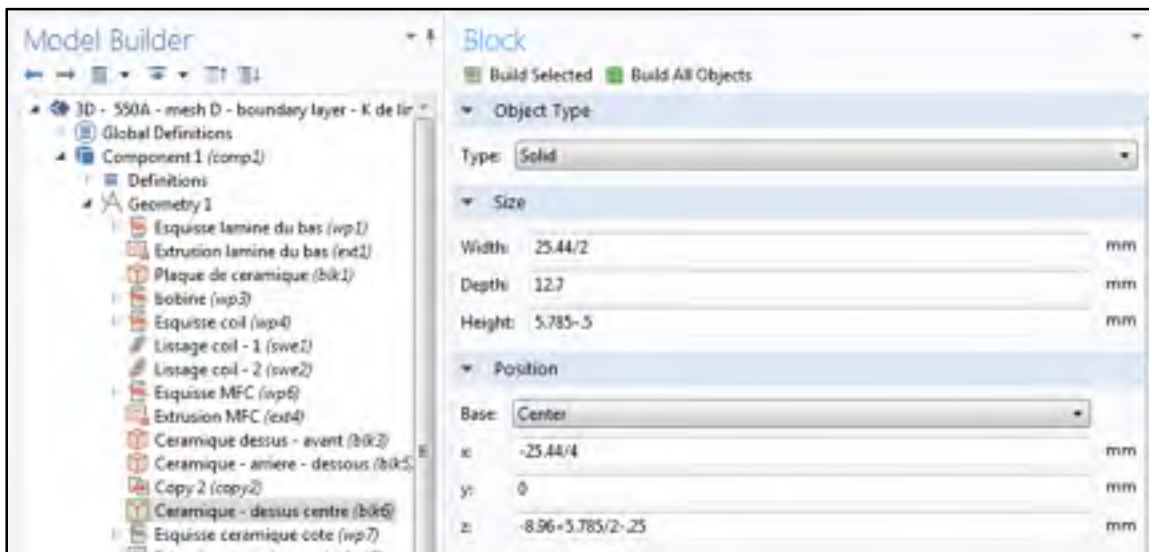 Model Builder
3D - 550A - mesh D - boundary layer - K de lir
Global Definitions
Component 1 (comp1)
Definitions
Geometry 1
Esquisse lamine du bas (wp1)
Extrusion lamine du bas (ext1)
Plaque de ceramique (blk1)
bobine (wp3)
Esquisse coil (wp4)
Lissage coil - 1 (swe1)
Lissage coil - 2 (swe2)
Esquisse MFC (wp6)
Extrusion MFC (ext4)
Ceramique dessus - avant (blk3)
Ceramique - arriere - dessous (blk5)
Copy 2 (copy2)
Ceramique - dessus centre (blk6)
Esquisse ceramique cote (wp7)
Block
Build Selected Build All Objects
Object Type
Type: Solid
Size
Width: 25.44/2 mm
Depth: 12.7 mm
Height: 5.785-.5 mm
Position
Base: Center
x: -25.44/4 mm
y: 0 mm
z: -8.96+5.785/2-.25 mm